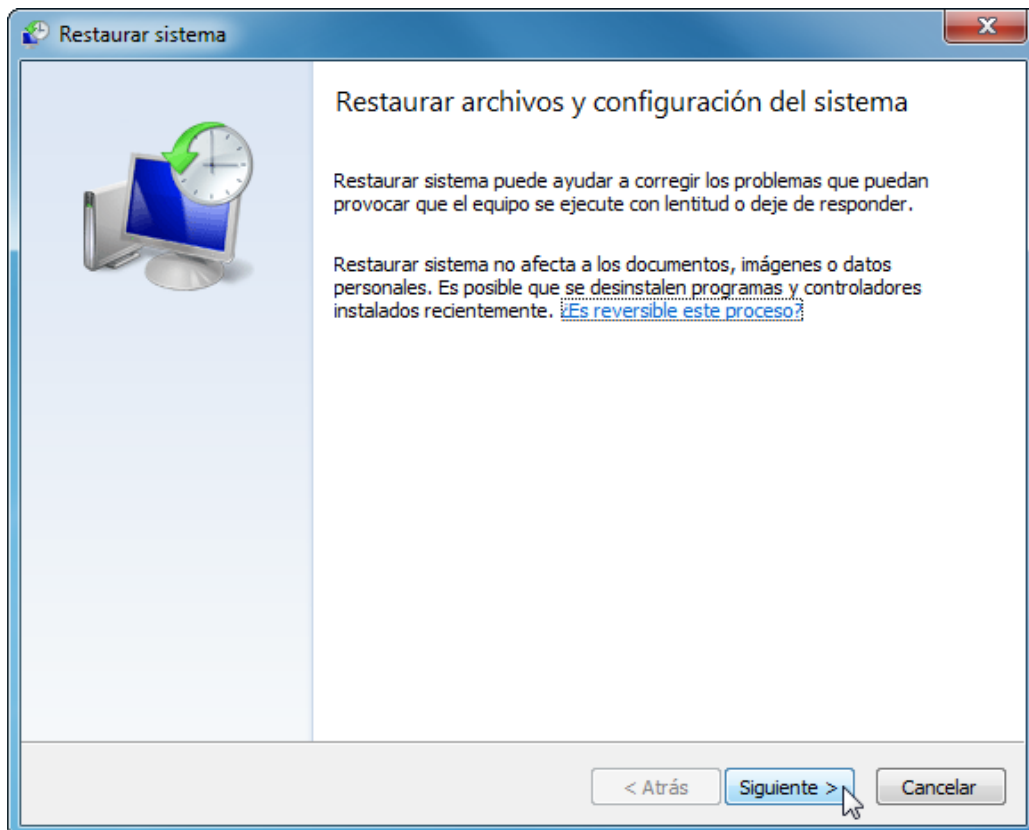 Restaurar sistema
Restaurar archivos y configuración del sistema
Restaurar sistema puede ayudar a corregir los problemas que puedan
provocar que el equipo se ejecute con lentitud o deje de responder.
Restaurar sistema no afecta a los documentos, imágenes o datos
personales. Es posible que se desinstalen programas y controladores
instalados recientemente. ¿Es reversible este proceso?
< Atrás Siguiente > Cancelar